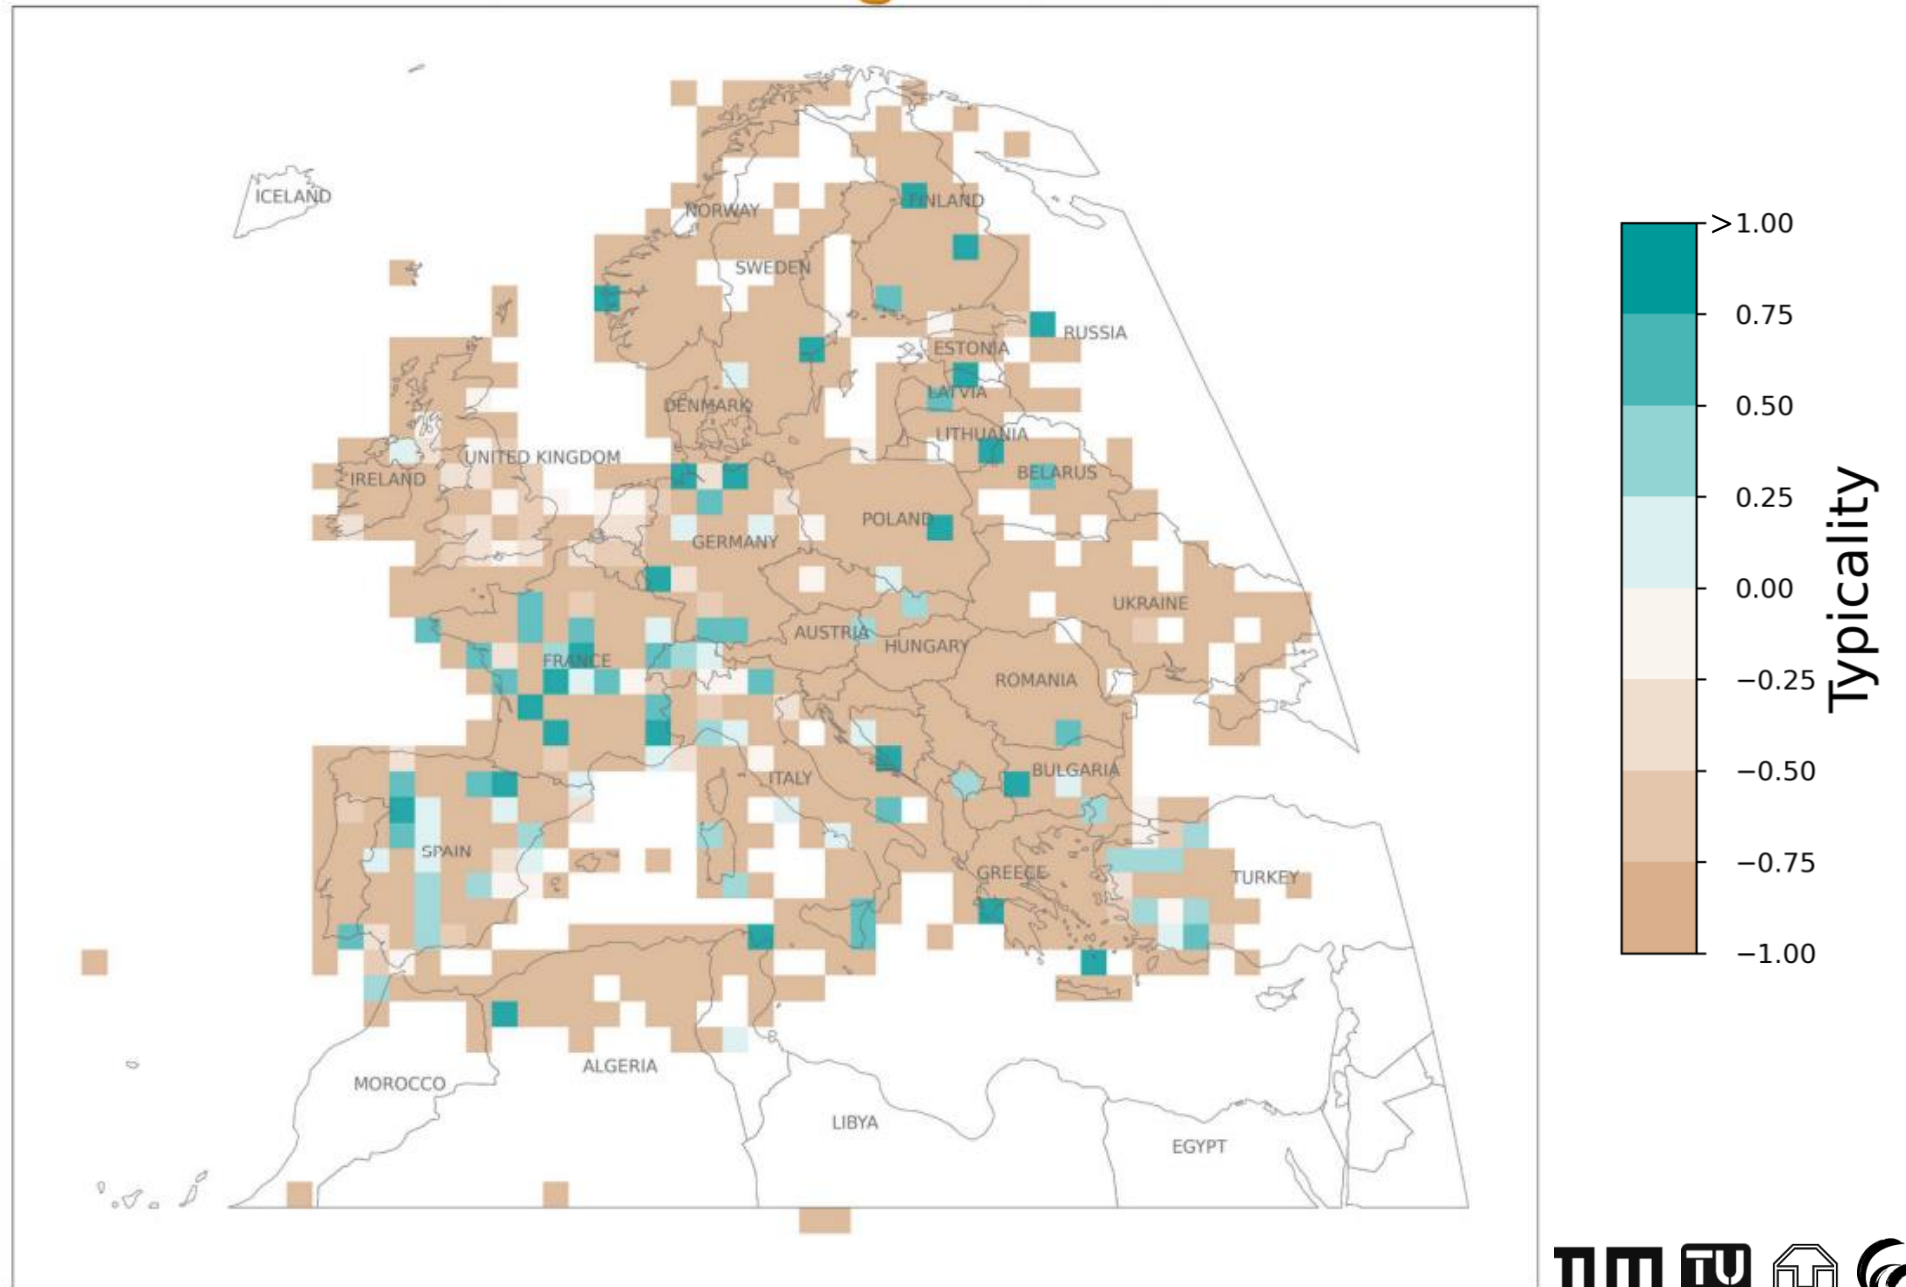 ICELAND
NORWAY
FINLAND
SWEDEN
RUSSIA
ESTONIA
LATVIA
DENMARK
LITHUANIA
UNITED KINGDOM
IRELAND
BELARUS
POLAND
GERMANY
UKRAINE
AUSTRIA
HUNGARY
FRANCE
ROMANIA
ITALY
BULGARIA
SPAIN
GREECE
TURKEY
ALGERIA
MOROCCO
LIBYA
EGYPT
>1.00
0.75
0.50
0.25
0.00
−0.25
−0.50
−0.75
−1.00
Typicality
TU